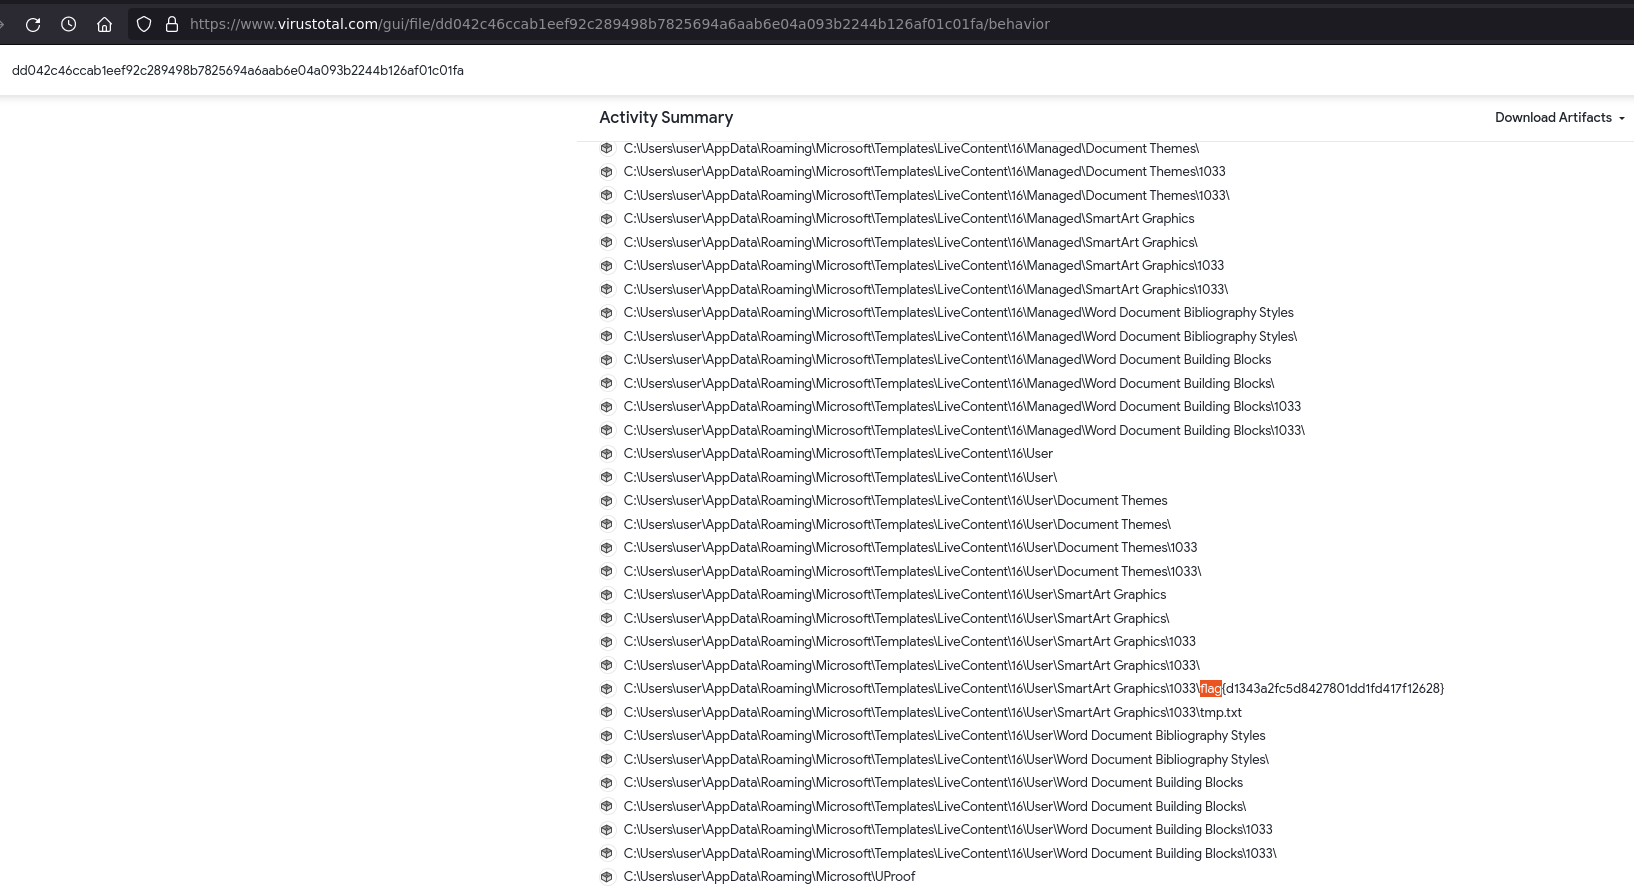 https://www.virustotal.com/gui/file/dd042c46ccab1eef92c289498b7825694a6aab6e04a093b2244b126af01c01fa/behavior
dd042c46ccab1eef92c289498b7825694a6aab6e04a093b2244b126af01c01fa
Activity Summary
Download Artifacts
C:\Users\user\AppData\Roaming\Microsoft\Templates\LiveContent\16\Managed\Document Themes\
C:\Users\user\AppData\Roaming\Microsoft\Templates\LiveContent\16\Managed\Document Themes\1033
C:\Users\user\AppData\Roaming\Microsoft\Templates\LiveContent\16\Managed\Document Themes\1033\
C:\Users\user\AppData\Roaming\Microsoft\Templates\LiveContent\16\Managed\SmartArt Graphics
C:\Users\user\AppData\Roaming\Microsoft\Templates\LiveContent\16\Managed\SmartArt Graphics\
C:\Users\user\AppData\Roaming\Microsoft\Templates\LiveContent\16\Managed\SmartArt Graphics\1033
C:\Users\user\AppData\Roaming\Microsoft\Templates\LiveContent\16\Managed\SmartArt Graphics\1033\
C:\Users\user\AppData\Roaming\Microsoft\Templates\LiveContent\16\Managed\Word Document Bibliography Styles
C:\Users\user\AppData\Roaming\Microsoft\Templates\LiveContent\16\Managed\Word Document Bibliography Styles\
C:\Users\user\AppData\Roaming\Microsoft\Templates\LiveContent\16\Managed\Word Document Building Blocks
C:\Users\user\AppData\Roaming\Microsoft\Templates\LiveContent\16\Managed\Word Document Building Blocks\
C:\Users\user\AppData\Roaming\Microsoft\Templates\LiveContent\16\Managed\Word Document Building Blocks\1033
C:\Users\user\AppData\Roaming\Microsoft\Templates\LiveContent\16\Managed\Word Document Building Blocks\1033\
C:\Users\user\AppData\Roaming\Microsoft\Templates\LiveContent\16\User
C:\Users\user\AppData\Roaming\Microsoft\Templates\LiveContent\16\User\
C:\Users\user\AppData\Roaming\Microsoft\Templates\LiveContent\16\User\Document Themes
C:\Users\user\AppData\Roaming\Microsoft\Templates\LiveContent\16\User\Document Themes\
C:\Users\user\AppData\Roaming\Microsoft\Templates\LiveContent\16\User\Document Themes\1033
C:\Users\user\AppData\Roaming\Microsoft\Templates\LiveContent\16\User\Document Themes\1033\
C:\Users\user\AppData\Roaming\Microsoft\Templates\LiveContent\16\User\SmartArt Graphics
C:\Users\user\AppData\Roaming\Microsoft\Templates\LiveContent\16\User\SmartArt Graphics\
C:\Users\user\AppData\Roaming\Microsoft\Templates\LiveContent\16\User\SmartArt Graphics\1033
C:\Users\user\AppData\Roaming\Microsoft\Templates\LiveContent\16\User\SmartArt Graphics\1033\
C:\Users\user\AppData\Roaming\Microsoft\Templates\LiveContent\16\User\SmartArt Graphics\1033\flag{d1343a2fc5d8427801dd1fd417f12628}
C:\Users\user\AppData\Roaming\Microsoft\Templates\LiveContent\16\User\SmartArt Graphics\1033\tmp.txt
C:\Users\user\AppData\Roaming\Microsoft\Templates\LiveContent\16\User\Word Document Bibliography Styles
C:\Users\user\AppData\Roaming\Microsoft\Templates\LiveContent\16\User\Word Document Bibliography Styles\
C:\Users\user\AppData\Roaming\Microsoft\Templates\LiveContent\16\User\Word Document Building Blocks
C:\Users\user\AppData\Roaming\Microsoft\Templates\LiveContent\16\User\Word Document Building Blocks\
C:\Users\user\AppData\Roaming\Microsoft\Templates\LiveContent\16\User\Word Document Building Blocks\1033
C:\Users\user\AppData\Roaming\Microsoft\Templates\LiveContent\16\User\Word Document Building Blocks\1033\
C:\Users\user\AppData\Roaming\Microsoft\UProof